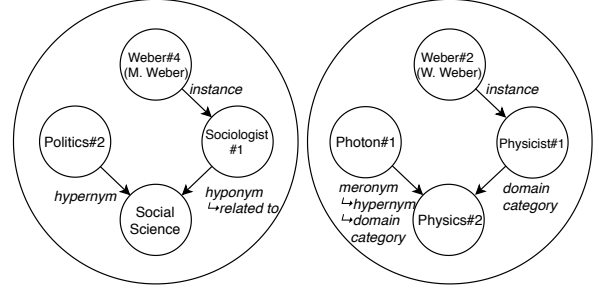 Weber#4
(M. Weber)
instance
Politics#2
Sociologist
#1
hypernym
hyponym
↳related to
Social
Science
Weber#2
(W. Weber)
instance
Photon#1
Physicist#1
meronym
↳hypernym
↳domain
category
domain
category
Physics#2